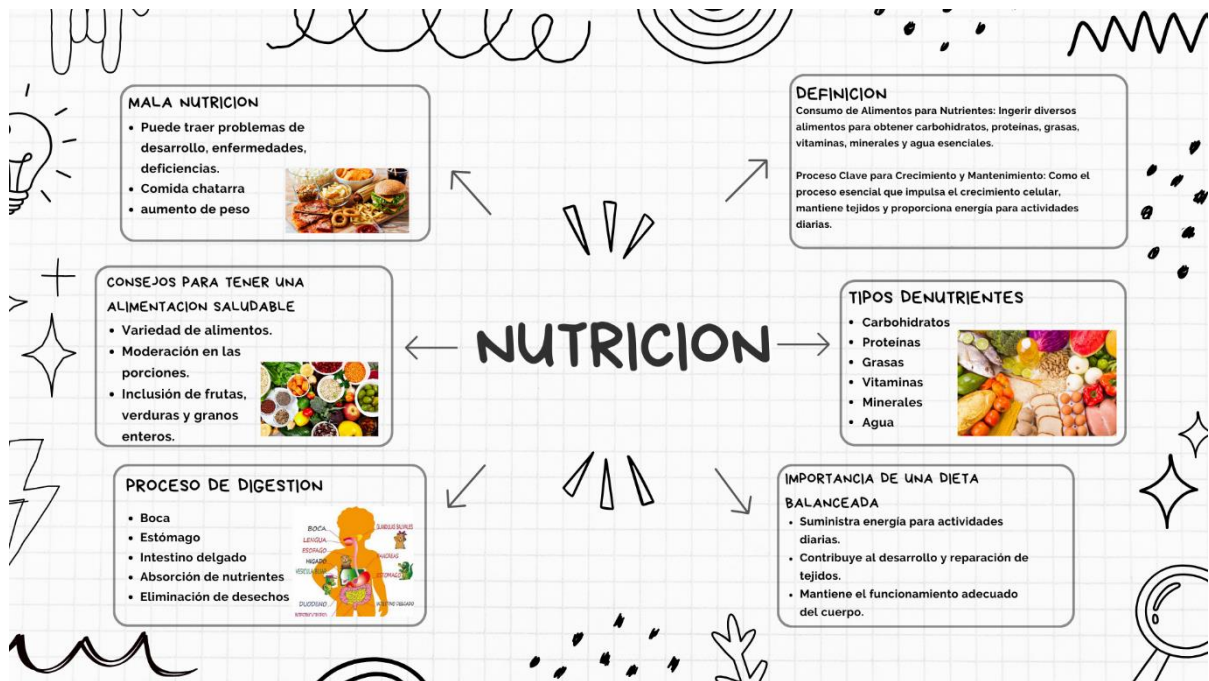 MALA NUTRICION
• Puede traer problemas de
desarrollo, enfermedades,
deficiencias.
• Comida chatarra
• aumento de peso
DEFINICION
Consumo de Alimentos para Nutrientes: Ingerir diversos
alimentos para obtener carbohidratos, proteínas, grasas,
vitaminas, minerales y agua esenciales.
Proceso Clave para Crecimiento y Mantenimiento: Como el
proceso esencial que impulsa el crecimiento celular,
mantiene tejidos y proporciona energía para actividades
diarias.
CONSEJOS PARA TENER UNA
ALIMENTACION SALUDABLE
• Variedad de alimentos.
• Moderación en las
porciones.
• Inclusión de frutas,
verduras y granos
enteros.
NUTRICION
TIPOS DENUTRIENTES
• Carbohidratos
• Proteínas
• Grasas
• Vitaminas
• Minerales
• Agua
PROCESO DE DIGESTION
• Boca
• Estómago
• Intestino delgado
• Absorción de nutrientes
• Eliminación de desechos
BOCA
LENGUA
ESOFAGO
HIGADO
DUODENO
IMPORTANCIA DE UNA DIETA
BALANCEADA
• Suministra energía para actividades
diarias.
• Contribuye al desarrollo y reparación de
tejidos.
• Mantiene el funcionamiento adecuado
del cuerpo.